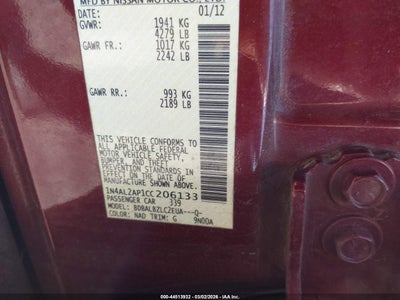 MFD BY NISSAN MOTOR CO., LTD.
DATE: 01/12
GVWR: 1941 KG
4279 LB
GAWR FR: 1017 KG
2242 LB
GAWR RR: 993 KG
2189 LB
THIS VEHICLE CONFORMS TO
ALL APPLICABLE FEDERAL
MOTOR VEHICLE SAFETY,
BUMPER, AND THEFT
PREVENTION STANDARDS IN
EFFECT ON THE DATE OF
MANUFACTURE SHOWN ABOVE.
1N4AL2AP1CC206133
PASSENGER CAR 339
MODEL: BDBALBZLCZEUA---Q-
COLOR: NAD TRIM: G 9N00A
000-44513932 - 03/02/2026 - IAA